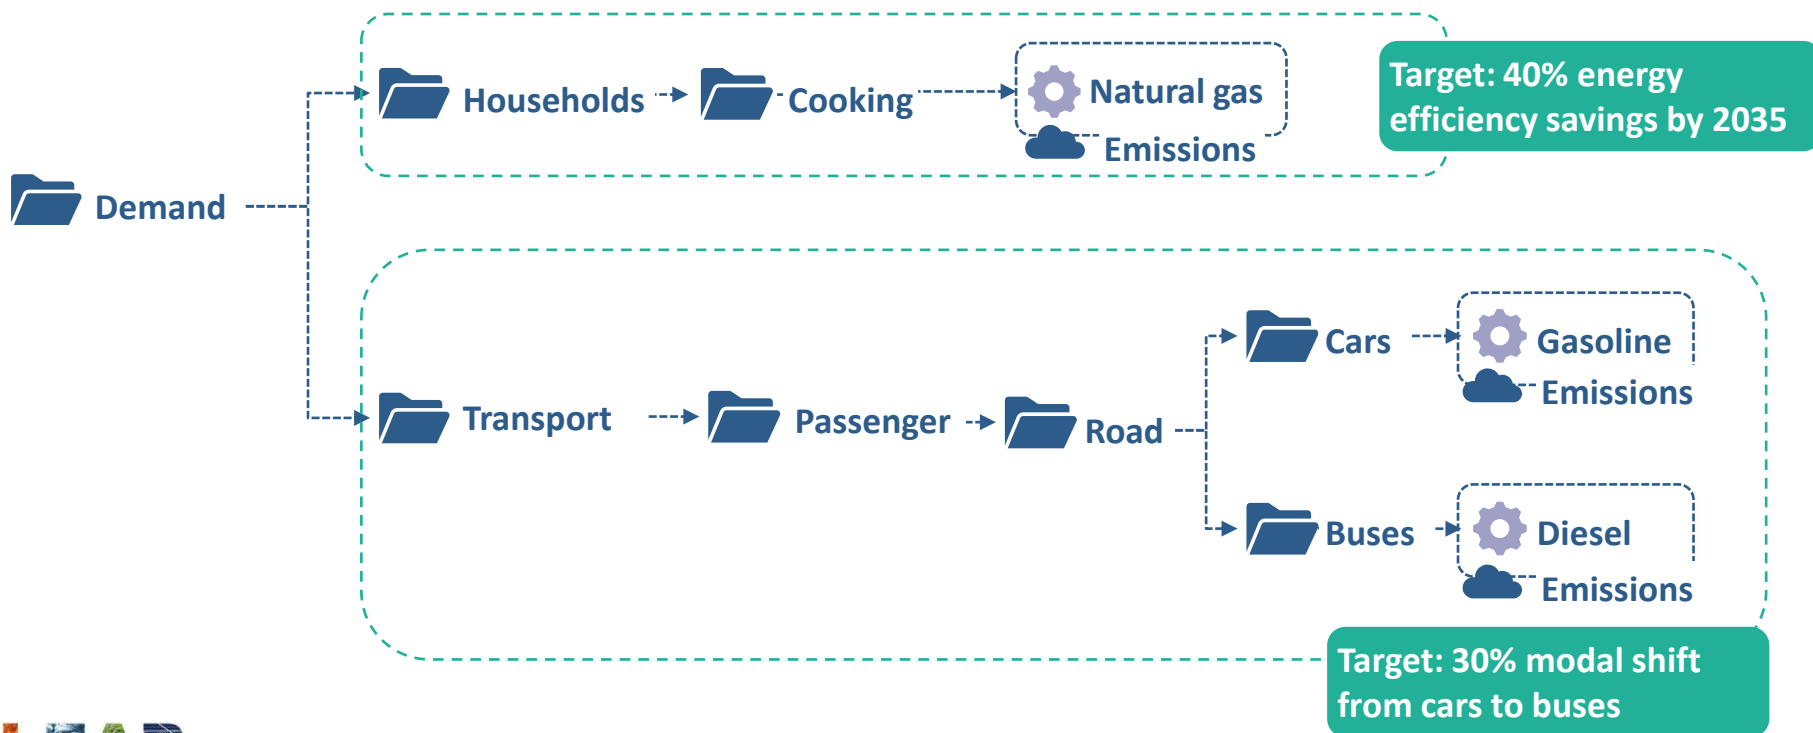 Households
Cooking
Natural gas
Emissions
Target: 40% energy
efficiency savings by 2035
Demand
Transport
Passenger
Road
Cars
Gasoline
Emissions
Buses
Diesel
Emissions
Target: 30% modal shift
from cars to buses